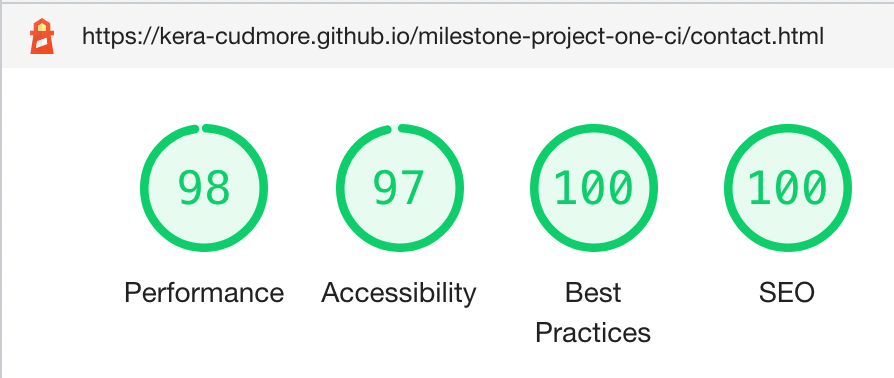 https://kera-cudmore.github.io/milestone-project-one-ci/contact.html
98 97 100 100
Performance Accessibility Best SEO
Practices